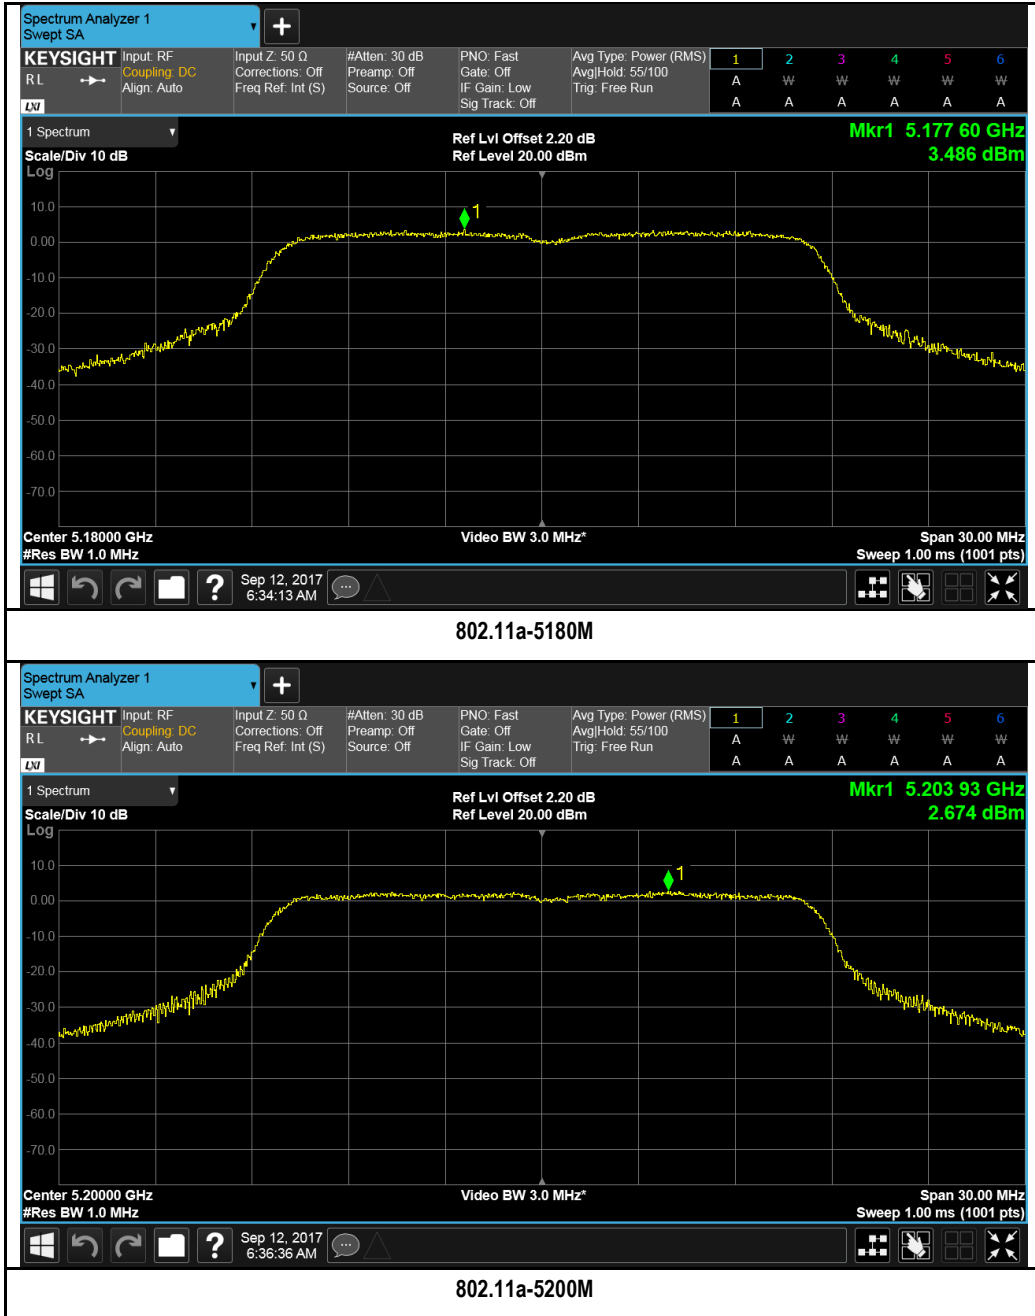 Spectrum Analyzer 1
Swept SA
KEYSIGHT
R L
LXI
Input: RF
Coupling: DC
Align: Auto
Input Z: 50 Ω
Corrections: Off
Freq Ref: Int (S)
#Atten: 30 dB
Preamp: Off
Source: Off
PNO: Fast
Gate: Off
IF Gain: Low
Sig Track: Off
Avg Type: Power (RMS)
Avg|Hold: 55/100
Trig: Free Run
1 2 3 4 5 6
A W W W W W
A A A A A A
1 Spectrum
Scale/Div 10 dB
Ref Lvl Offset 2.20 dB
Ref Level 20.00 dBm
Mkr1 5.177 60 GHz
3.486 dBm
Log
10.0
0.00
-10.0
-20.0
-30.0
-40.0
-50.0
-60.0
-70.0
1
Center 5.18000 GHz
#Res BW 1.0 MHz
Video BW 3.0 MHz*
Span 30.00 MHz
Sweep 1.00 ms (1001 pts)
?
Sep 12, 2017
6:34:13 AM
802.11a-5180M
Spectrum Analyzer 1
Swept SA
KEYSIGHT
R L
LXI
Input: RF
Coupling: DC
Align: Auto
Input Z: 50 Ω
Corrections: Off
Freq Ref: Int (S)
#Atten: 30 dB
Preamp: Off
Source: Off
PNO: Fast
Gate: Off
IF Gain: Low
Sig Track: Off
Avg Type: Power (RMS)
Avg|Hold: 55/100
Trig: Free Run
1 2 3 4 5 6
A W W W W W
A A A A A A
1 Spectrum
Scale/Div 10 dB
Ref Lvl Offset 2.20 dB
Ref Level 20.00 dBm
Mkr1 5.203 93 GHz
2.674 dBm
Log
10.0
0.00
-10.0
-20.0
-30.0
-40.0
-50.0
-60.0
-70.0
1
Center 5.20000 GHz
#Res BW 1.0 MHz
Video BW 3.0 MHz*
Span 30.00 MHz
Sweep 1.00 ms (1001 pts)
?
Sep 12, 2017
6:36:36 AM
802.11a-5200M